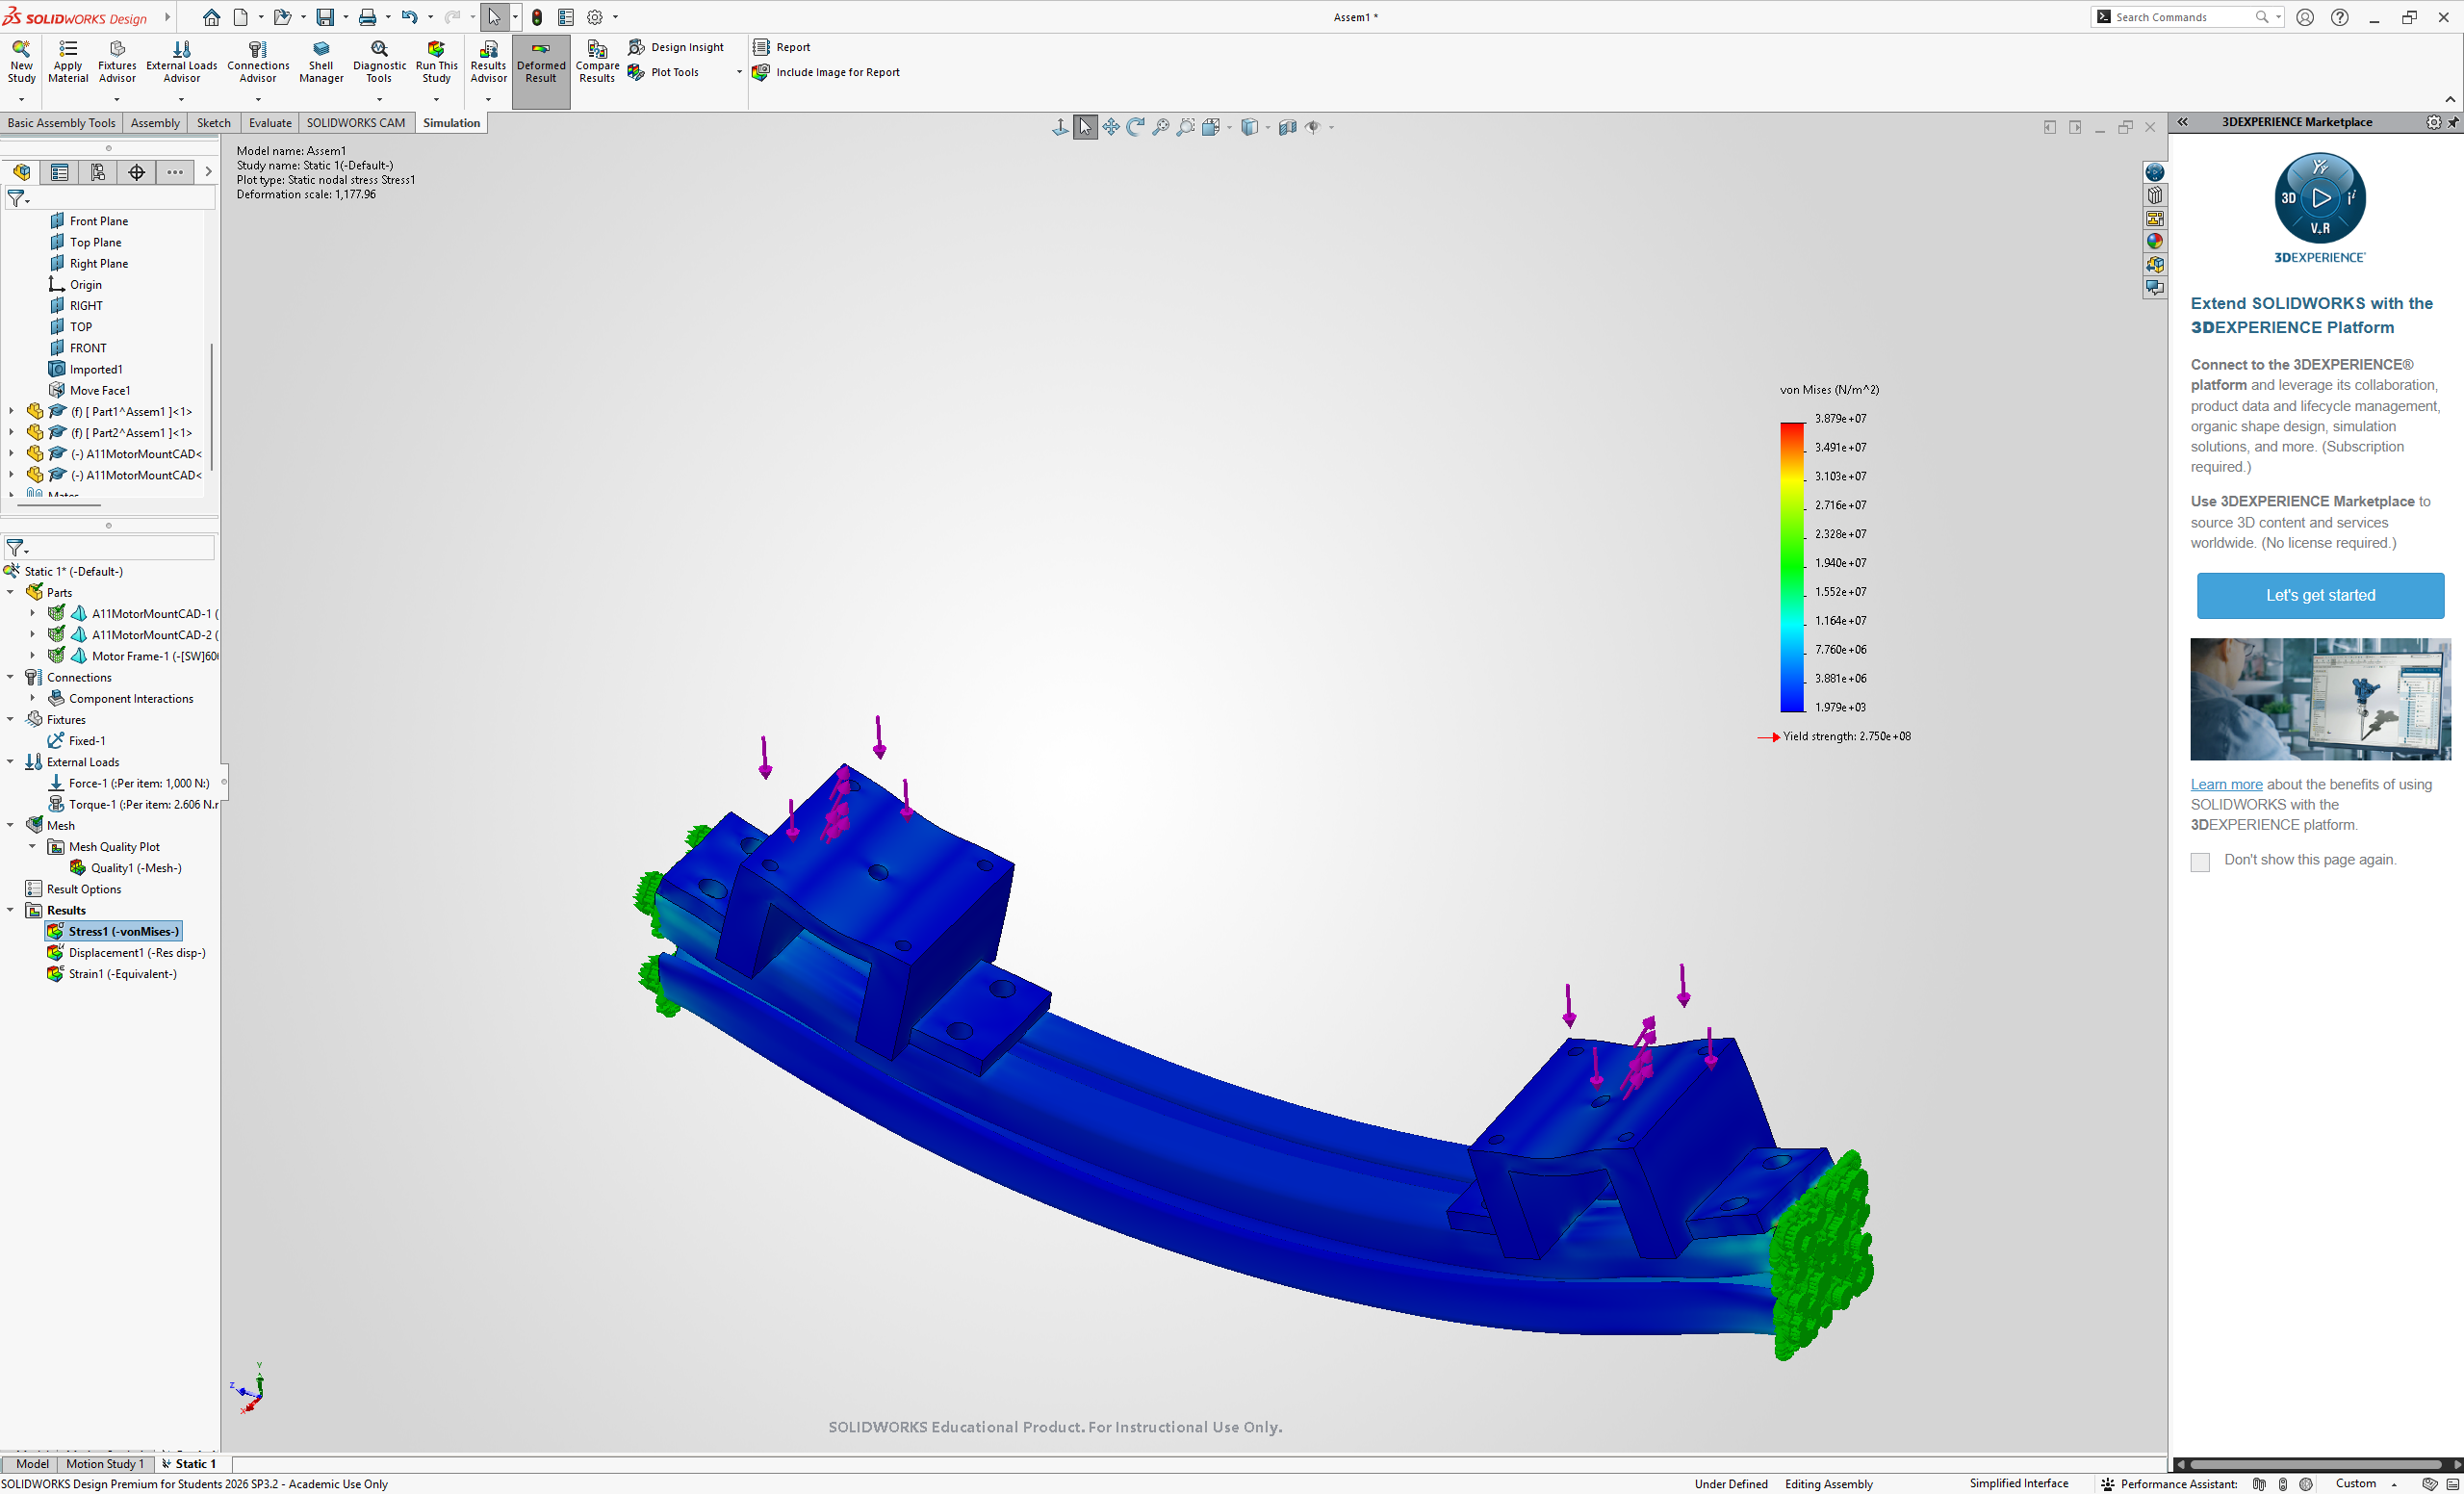 SOLIDWORKS Design
Assem1 *
Search Commands
New Study
Apply Material
Fixtures Advisor
External Loads Advisor
Connections Advisor
Shell Manager
Diagnostic Tools
Run This Study
Results Advisor
Deformed Result
Compare Results
Design Insight
Plot Tools
Report
Include Image for Report
Basic Assembly Tools
Assembly
Sketch
Evaluate
SOLIDWORKS CAM
Simulation
Front Plane
Top Plane
Right Plane
Origin
RIGHT
TOP
FRONT
Imported1
Move Face1
(f) [ Part1^Assem1 ]<1>
(f) [ Part2^Assem1 ]<1>
(-) A11MotorMountCAD<
(-) A11MotorMountCAD<
Mates
Static 1* (-Default-)
Parts
A11MotorMountCAD-1 (
A11MotorMountCAD-2 (
Motor Frame-1 (-[SW]60
Connections
Component Interactions
Fixtures
Fixed-1
External Loads
Force-1 (:Per item: 1,000 N:)
Torque-1 (:Per item: 2.606 N.r
Mesh
Mesh Quality Plot
Quality1 (-Mesh-)
Result Options
Results
Stress1 (-vonMises-)
Displacement1 (-Res disp-)
Strain1 (-Equivalent-)
Model name: Assem1
Study name: Static 1(-Default-)
Plot type: Static nodal stress Stress1
Deformation scale: 1,177.96
von Mises (N/m^2)
3.879e+07
3.491e+07
3.103e+07
2.716e+07
2.328e+07
1.940e+07
1.552e+07
1.164e+07
7.760e+06
3.881e+06
1.979e+03
Yield strength: 2.750e+08
Y
Z
X
SOLIDWORKS Educational Product. For Instructional Use Only.
3DEXPERIENCE Marketplace
3D
V+R
3DEXPERIENCE
Extend SOLIDWORKS with the
3DEXPERIENCE Platform
Connect to the 3DEXPERIENCE®
platform and leverage its collaboration,
product data and lifecycle management,
organic shape design, simulation
solutions, and more. (Subscription
required.)
Use 3DEXPERIENCE Marketplace to
source 3D content and services
worldwide. (No license required.)
Let's get started
Learn more about the benefits of using
SOLIDWORKS with the
3DEXPERIENCE platform.
Don't show this page again.
Model
Motion Study 1
Static 1
SOLIDWORKS Design Premium for Students 2026 SP3.2 - Academic Use Only
Under Defined
Editing Assembly
Simplified Interface
Performance Assistant:
Custom